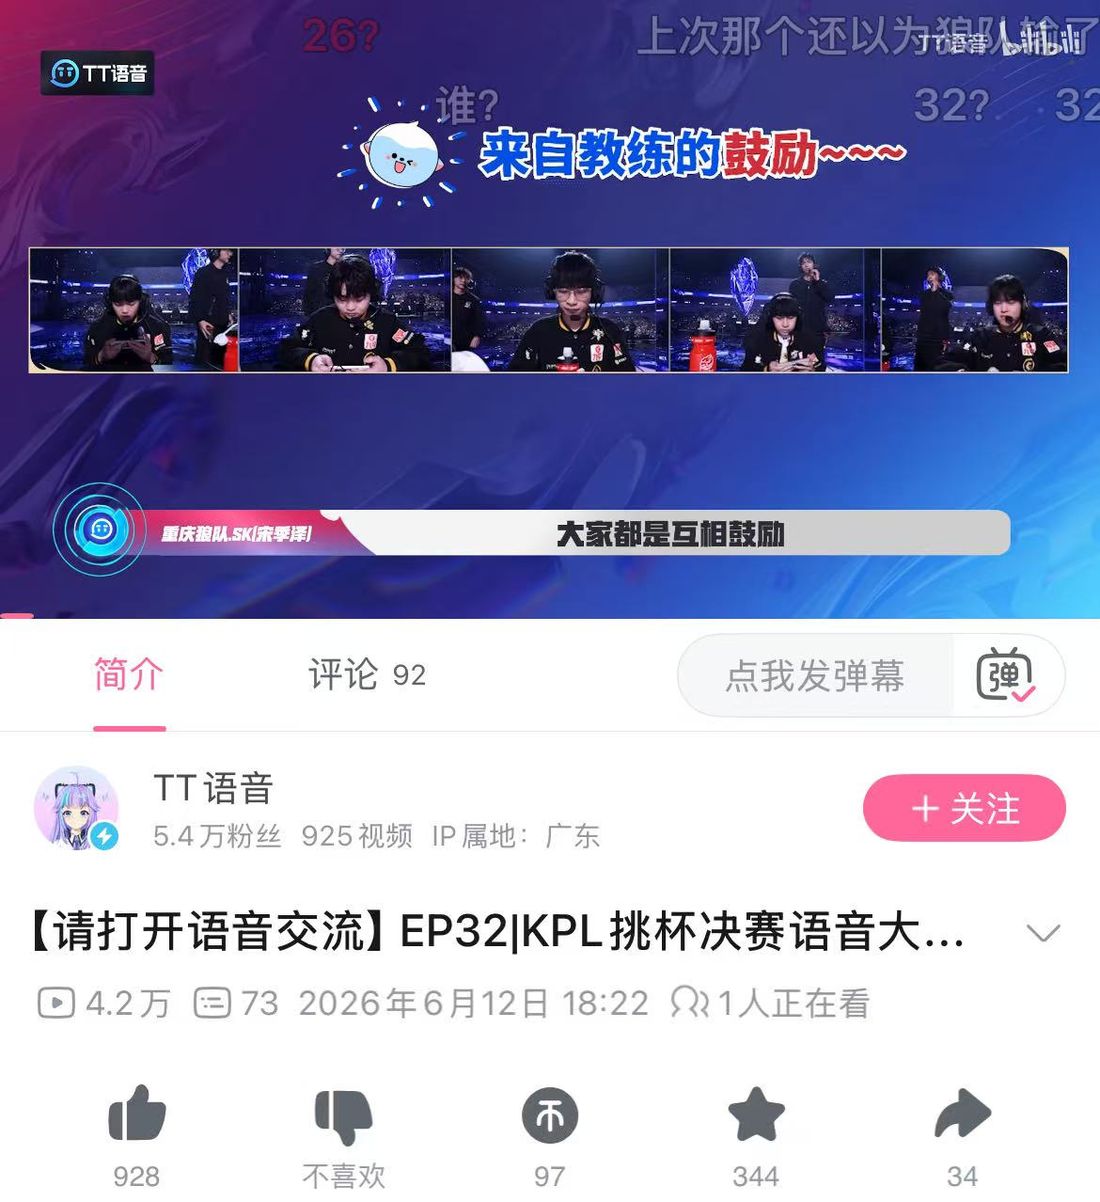 26?
上次那个还以为狼队输了
TT语音
TT语音 bilibili
谁?
32?
32
来自教练的鼓励~~~
重庆狼队.SK(宋季泽)
大家都是互相鼓励
简介
评论 92
点我发弹幕
弹
TT 语音
5.4万粉丝 925视频 IP属地：广东
+ 关注
【请打开语音交流】EP32|KPL挑杯决赛语音大...
4.2万 73 2026年6月12日 18:22 1人正在看
928 不喜欢 97 344 34